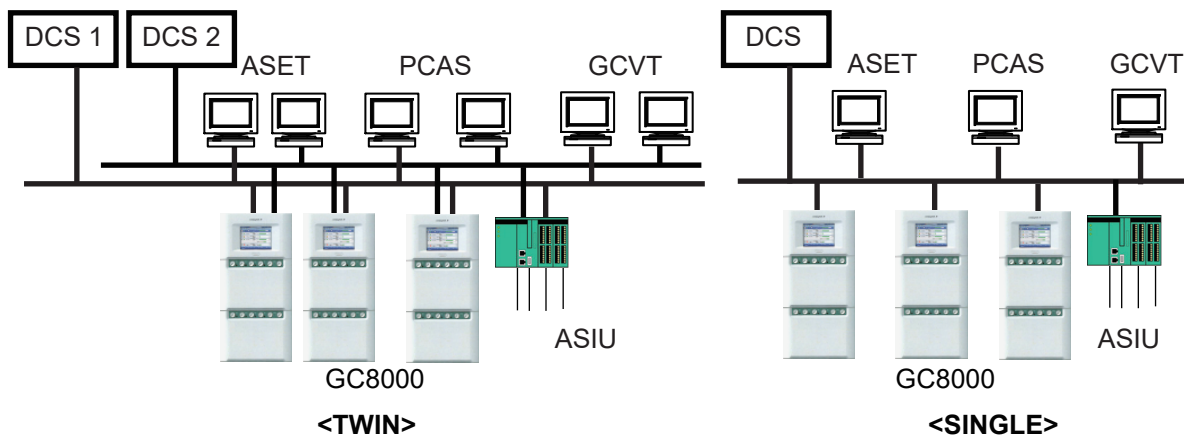 DCS 1
DCS 2
ASET
PCAS
GCVT
ASIU
GC8000
<TWIN>
DCS
ASET
PCAS
GCVT
ASIU
GC8000
<SINGLE>